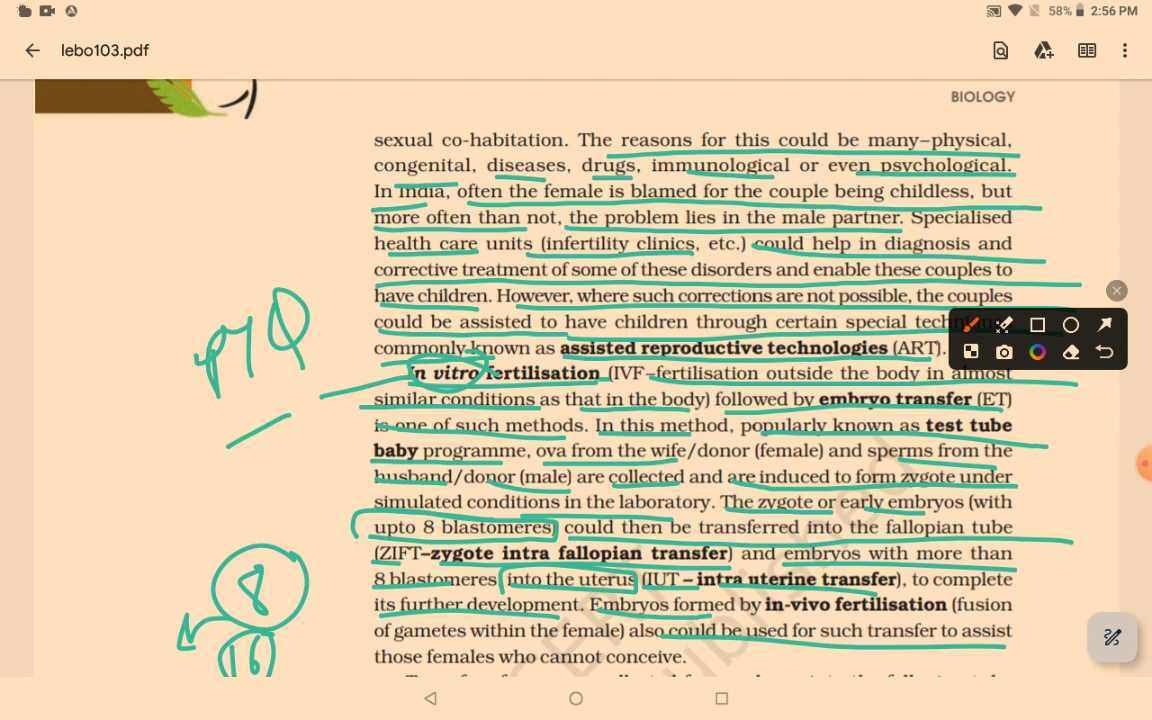 58% 2:56 PM
lebo103.pdf
BIOLOGY
sexual co-habitation. The reasons for this could be many–physical,
congenital, diseases, drugs, immunological or even psychological.
In India, often the female is blamed for the couple being childless, but
more often than not, the problem lies in the male partner. Specialised
health care units (infertility clinics, etc.) could help in diagnosis and
corrective treatment of some of these disorders and enable these couples to
have children. However, where such corrections are not possible, the couples
could be assisted to have children through certain special
commonly known as assisted reproductive technologies (ART).
In vitro fertilisation (IVF–fertilisation outside the body in almost
similar conditions as that in the body) followed by embryo transfer (ET)
is one of such methods. In this method, popularly known as test tube
baby programme, ova from the wife/donor (female) and sperms from the
husband/donor (male) are collected and are induced to form zygote under
simulated conditions in the laboratory. The zygote or early embryos (with
upto 8 blastomeres) could then be transferred into the fallopian tube
(ZIFT–zygote intra fallopian transfer) and embryos with more than
8 blastomeres into the uterus (IUT – intra uterine transfer), to complete
its further development. Embryos formed by in-vivo fertilisation (fusion
of gametes within the female) also could be used for such transfer to assist
those females who cannot conceive.
8
16